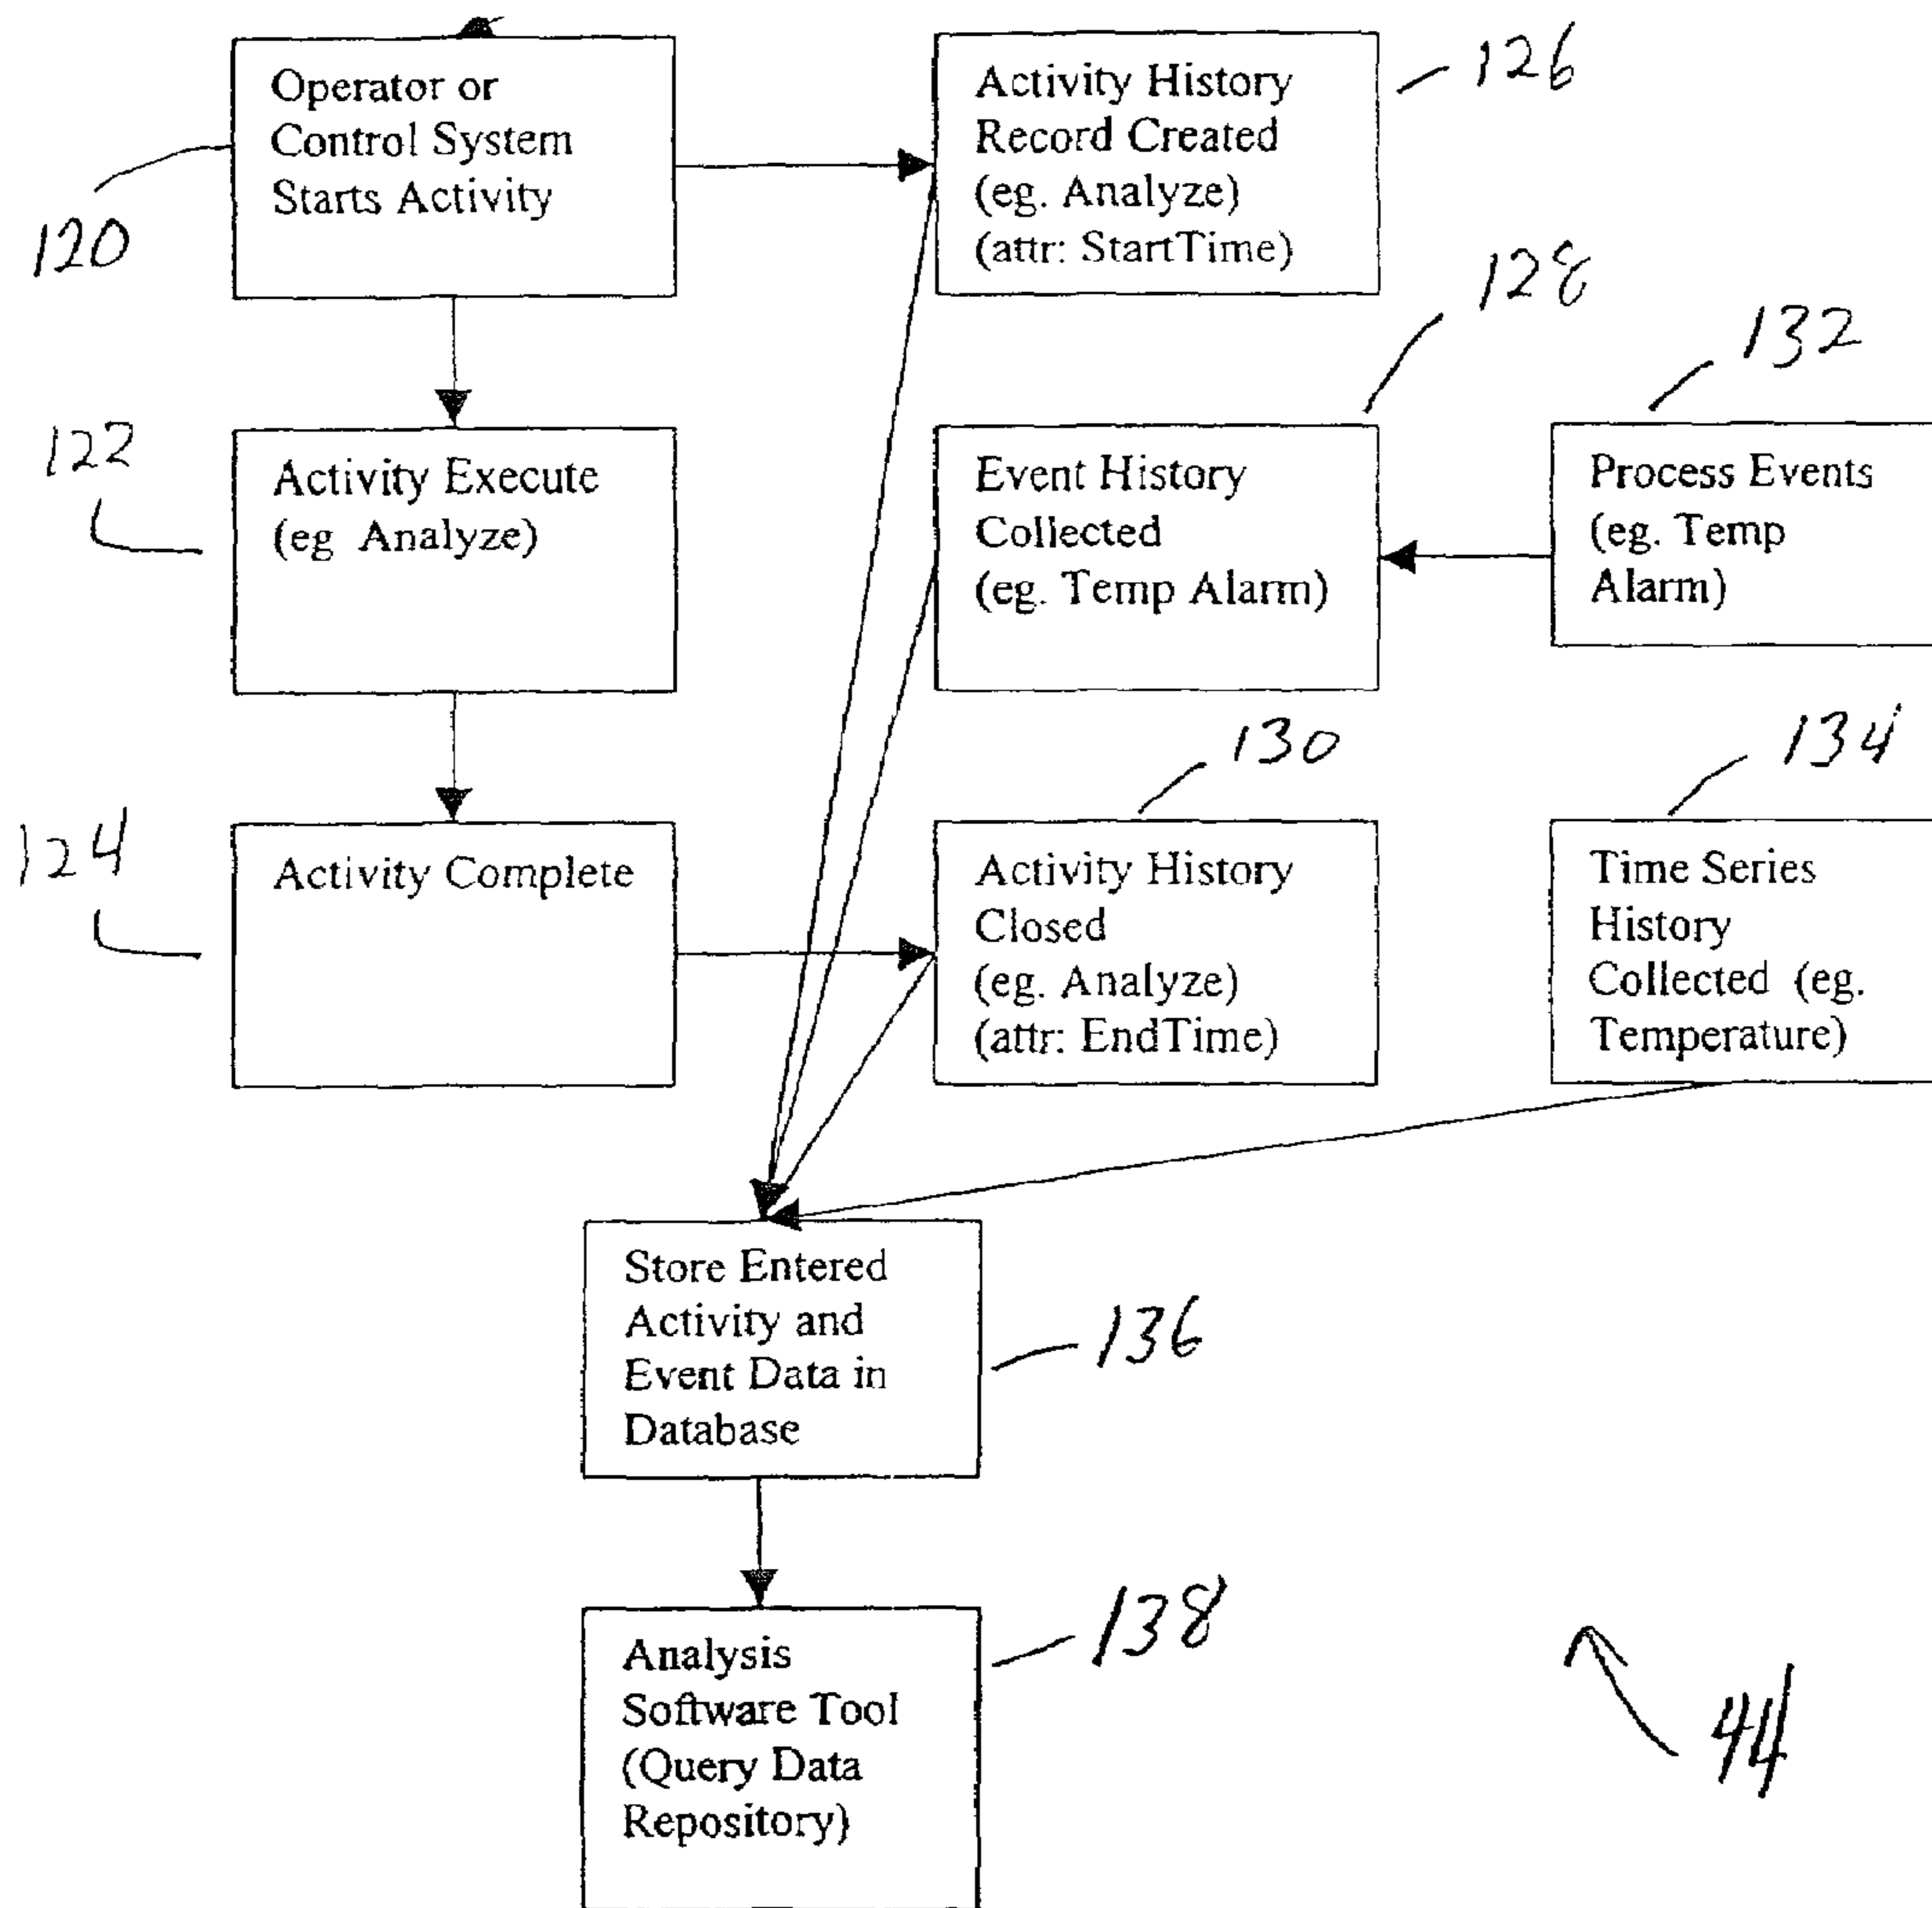 Operator or
Control System
Starts Activity
120
Activity History
Record Created
(eg. Analyze)
(attr: StartTime)
126
Activity Execute
(eg Analyze)
122
Event History
Collected
(eg. Temp Alarm)
128
Process Events
(eg. Temp
Alarm)
132
Activity Complete
124
Activity History
Closed
(eg. Analyze)
(attr: EndTime)
130
Time Series
History
Collected (eg.
Temperature)
134
Store Entered
Activity and
Event Data in
Database
136
Analysis
Software Tool
(Query Data
Repository)
138
44